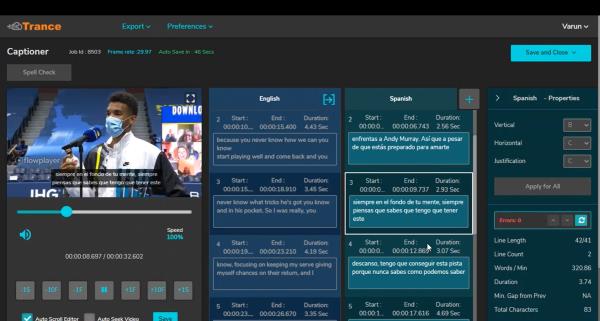 Trance
Export
Preferences
Varun
Captioner
Job Id : 8503
Frame rate :29.97
Auto Save in : 46 Secs
Save and Close
Spell Check
DOWNLO
flowplayer
siempre en el fondo de tu mente, siempre
piensas que sabes que tengo que tener este
IHG
Speed
100%
00:00:08.697 / 00:00:32.602
-1S
-10F
-1F
+1F
+10F
+1S
Auto Scroll Editor
Auto Seek Video
Save
English
2 Start : End : Duration:
00:00:10,... 00:00:15.400 4.43 Sec
because you never know how we can you
know
start playing well and come back and you
3 Start : End : Duration:
00:00:15,... 00:00:18.910 3.45 Sec
never know what tricks he's got you know
and in his pocket. So I was really, you
4 Start : End : Duration:
00:00:19,... 00:00:23.210 4.19 Sec
know, focusing on keeping my serve giving
myself chances on their return, and I
5 Start : End : Duration:
00:00:23,... 00:00:26.670 3.35 Sec
Spanish
+
2 Start : End : Duration:
00:00:0... 00:00:06.743 2.56 Sec
enfrentas a Andy Murray. Así que a pesar
de que estás preparado para amarte
3 Start : End : Duration:
00:00:0... 00:00:09.737 2.93 Sec
siempre en el fondo de tu mente, siempre
piensas que sabes que tengo que tener
este
4 Start : End : Duration:
00:00:0... 00:00:12.869 3.07 Sec
descanso, tengo que conseguir esta pista
porque nunca sabes como podemos saber
5 Start : End : Duration:
00:00:1... 00:00:17.616 4.69 Sec
Spanish - Properties
Vertical B
Horizontal C
Justification C
Apply for All
Errors: 0
Line Length 42/41
Line Count 2
Words / Min 320.86
Duration 3.74
Min. Gap from Prev NA
Total Characters 83